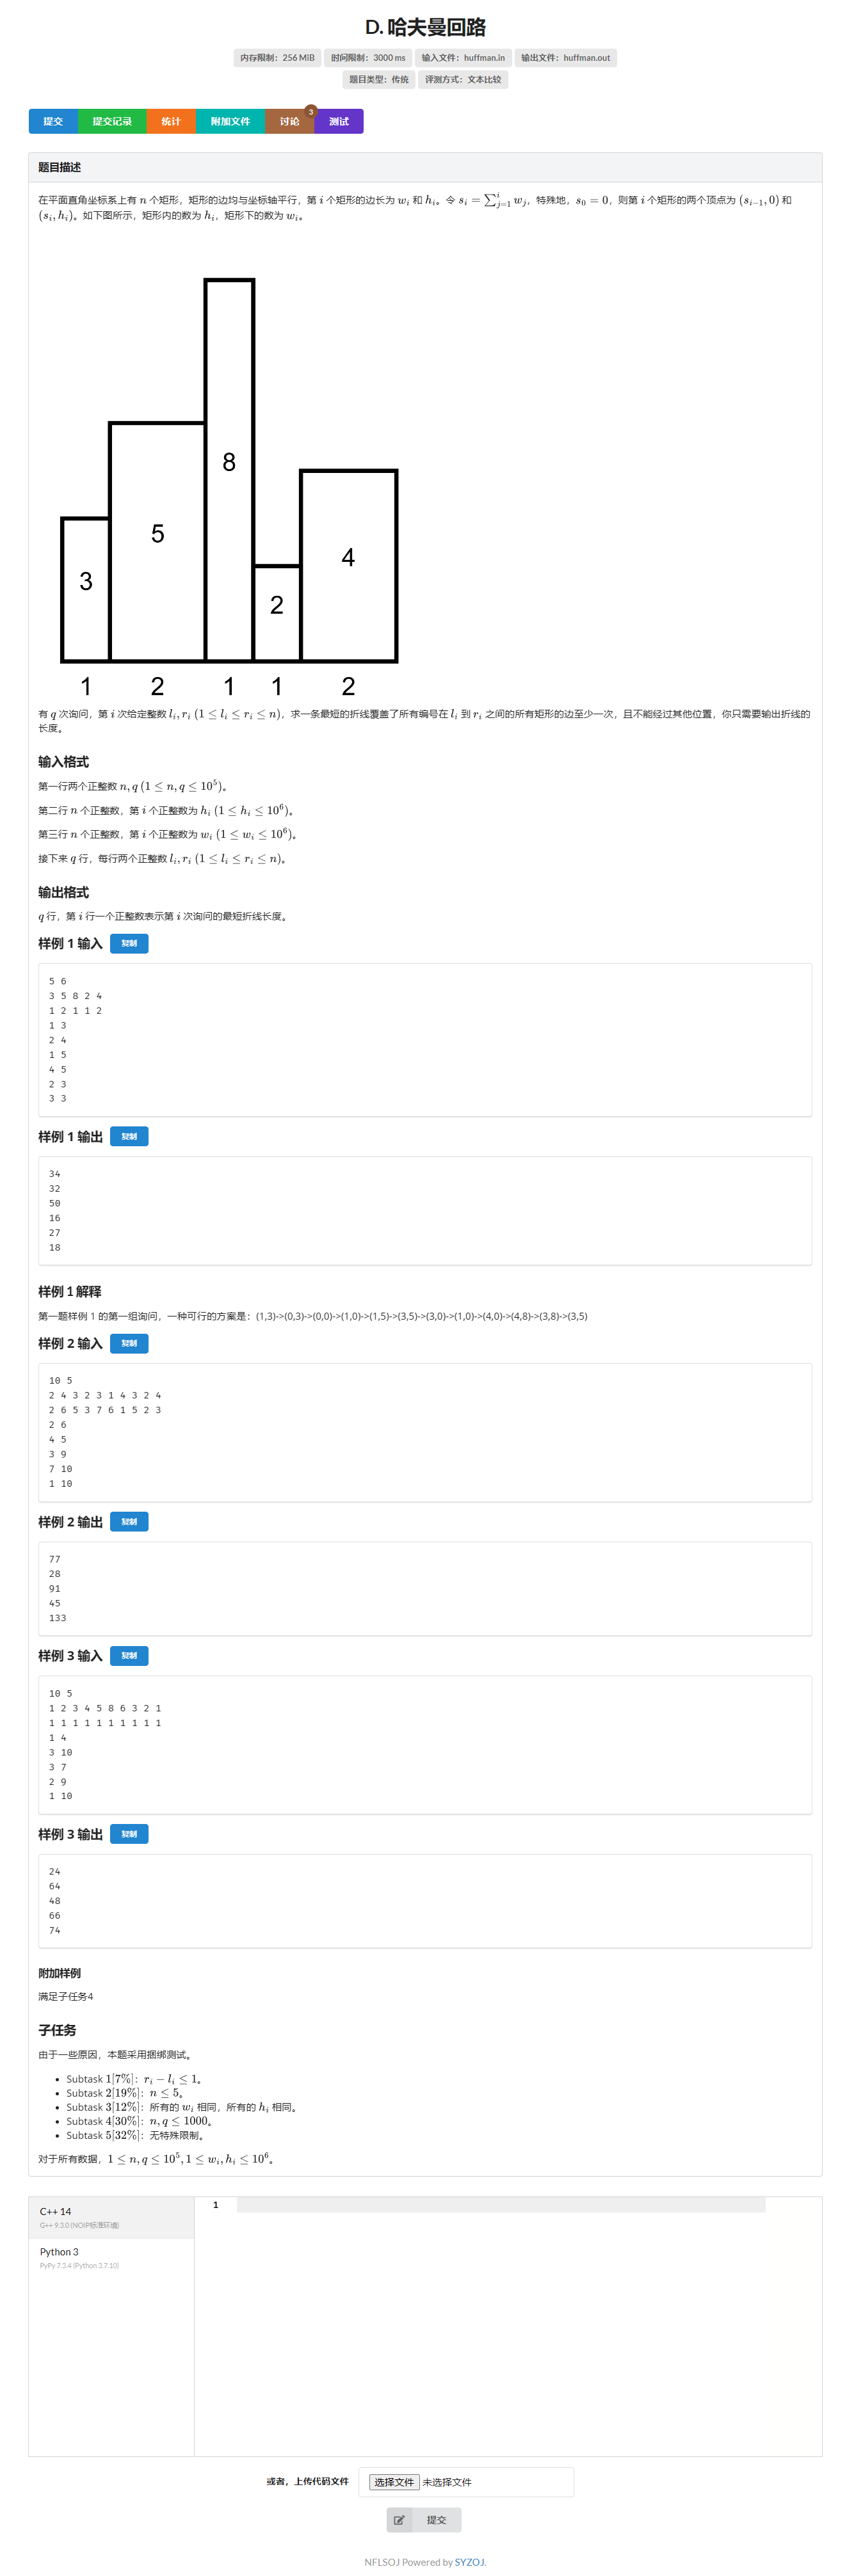 D. 哈夫曼回路
内存限制：256 MiB 时间限制：3000 ms 输入文件：huffman.in 输出文件：huffman.out
题目类型：传统 评测方式：文本比较
提交 提交记录 统计 附加文件 讨论 3 测试
题目描述
在平面直角坐标系上有 n 个矩形，矩形的边均与坐标轴平行，第 i 个矩形的边长为 w_i 和 h_i。令 s_i = ∑_{j=1}^{i} w_j，特殊地，s_0 = 0，则第 i 个矩形的两个顶点为 (s_{i−1}, 0) 和
(s_i, h_i)。如下图所示，矩形内的数为 h_i，矩形下的数为 w_i。
8
5
4
3
2
1 2 1 1 2
有 q 次询问，第 i 次给定整数 l_i, r_i (1 ≤ l_i ≤ r_i ≤ n)，求一条最短的折线覆盖了所有编号在 l_i 到 r_i 之间的所有矩形的边至少一次，且不能经过其他位置，你只需要输出折线的
长度。
输入格式
第一行两个正整数 n, q (1 ≤ n, q ≤ 10^5)。
第二行 n 个正整数，第 i 个正整数为 h_i (1 ≤ h_i ≤ 10^6)。
第三行 n 个正整数，第 i 个正整数为 w_i (1 ≤ w_i ≤ 10^6)。
接下来 q 行，每行两个正整数 l_i, r_i (1 ≤ l_i ≤ r_i ≤ n)。
输出格式
q 行，第 i 行一个正整数表示第 i 次询问的最短折线长度。
样例 1 输入 复制
5 6
3 5 8 2 4
1 2 1 1 2
1 3
2 4
1 5
4 5
2 3
3 3
样例 1 输出 复制
34
32
50
16
27
18
样例 1 解释
第一题样例 1 的第一组询问，一种可行的方案是：(1,3)->(0,3)->(0,0)->(1,0)->(1,5)->(3,5)->(3,0)->(1,0)->(4,0)->(4,8)->(3,8)->(3,5)
样例 2 输入 复制
10 5
2 4 3 2 3 1 4 3 2 4
2 6 5 3 7 6 1 5 2 3
2 6
4 5
3 9
7 10
1 10
样例 2 输出 复制
77
28
91
45
133
样例 3 输入 复制
10 5
1 2 3 4 5 8 6 3 2 1
1 1 1 1 1 1 1 1 1 1
1 4
3 10
3 7
2 9
1 10
样例 3 输出 复制
24
64
48
66
74
附加样例
满足子任务4
子任务
由于一些原因，本题采用捆绑测试。
• Subtask 1[7%]：r_i − l_i ≤ 1。
• Subtask 2[19%]：n ≤ 5。
• Subtask 3[12%]：所有的 w_i 相同，所有的 h_i 相同。
• Subtask 4[30%]：n, q ≤ 1000。
• Subtask 5[32%]：无特殊限制。
对于所有数据，1 ≤ n, q ≤ 10^5, 1 ≤ w_i, h_i ≤ 10^6。
C++ 14 1
G++ 9.3.0 (NOIP标准环境)
Python 3
PyPy 7.3.4 (Python 3.7.10)
或者，上传代码文件 选择文件 未选择文件
提交
NFLSOJ Powered by SYZOJ.